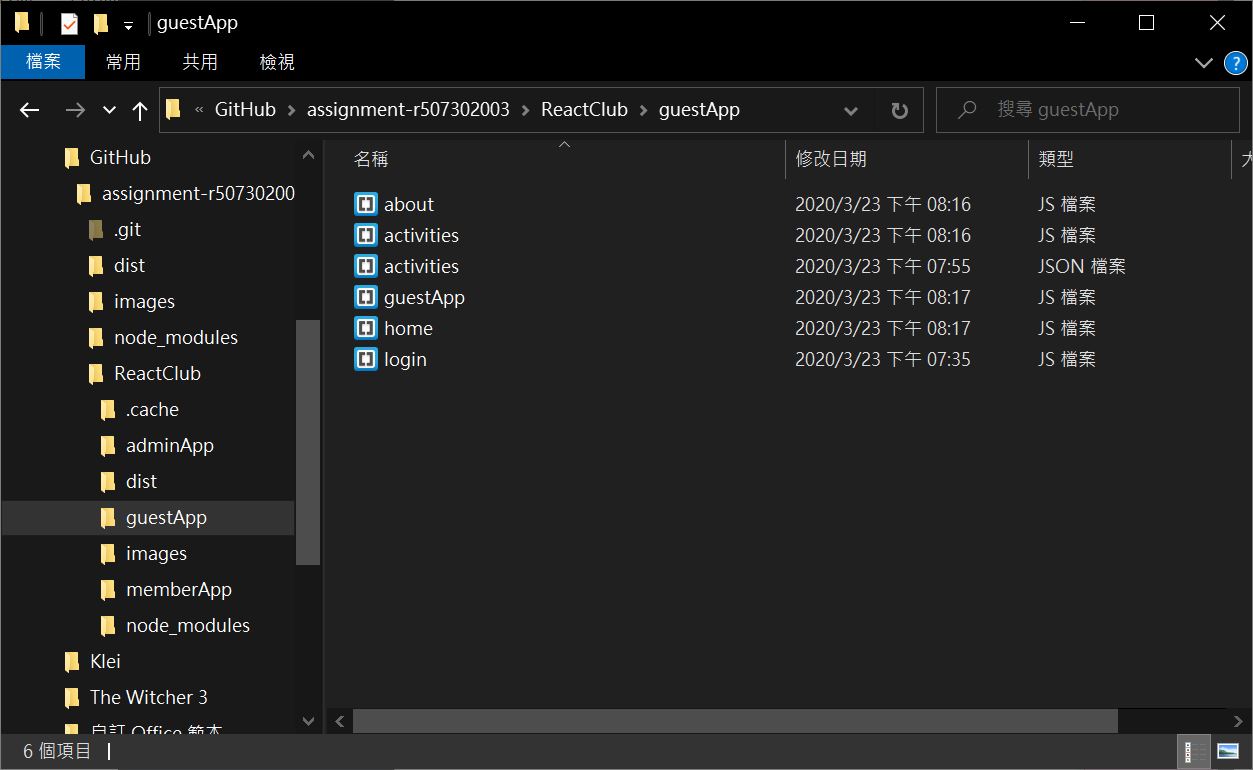 guestApp
檔案 常用 共用 檢視
« GitHub › assignment-r507302003 › ReactClub › guestApp 搜尋 guestApp
GitHub
assignment-r50730200
.git
dist
images
node_modules
ReactClub
.cache
adminApp
dist
guestApp
images
memberApp
node_modules
Klei
The Witcher 3
自訂 Office 範本
名稱 修改日期 類型
about 2020/3/23 下午 08:16 JS 檔案
activities 2020/3/23 下午 08:16 JS 檔案
activities 2020/3/23 下午 07:55 JSON 檔案
guestApp 2020/3/23 下午 08:17 JS 檔案
home 2020/3/23 下午 08:17 JS 檔案
login 2020/3/23 下午 07:35 JS 檔案
6 個項目